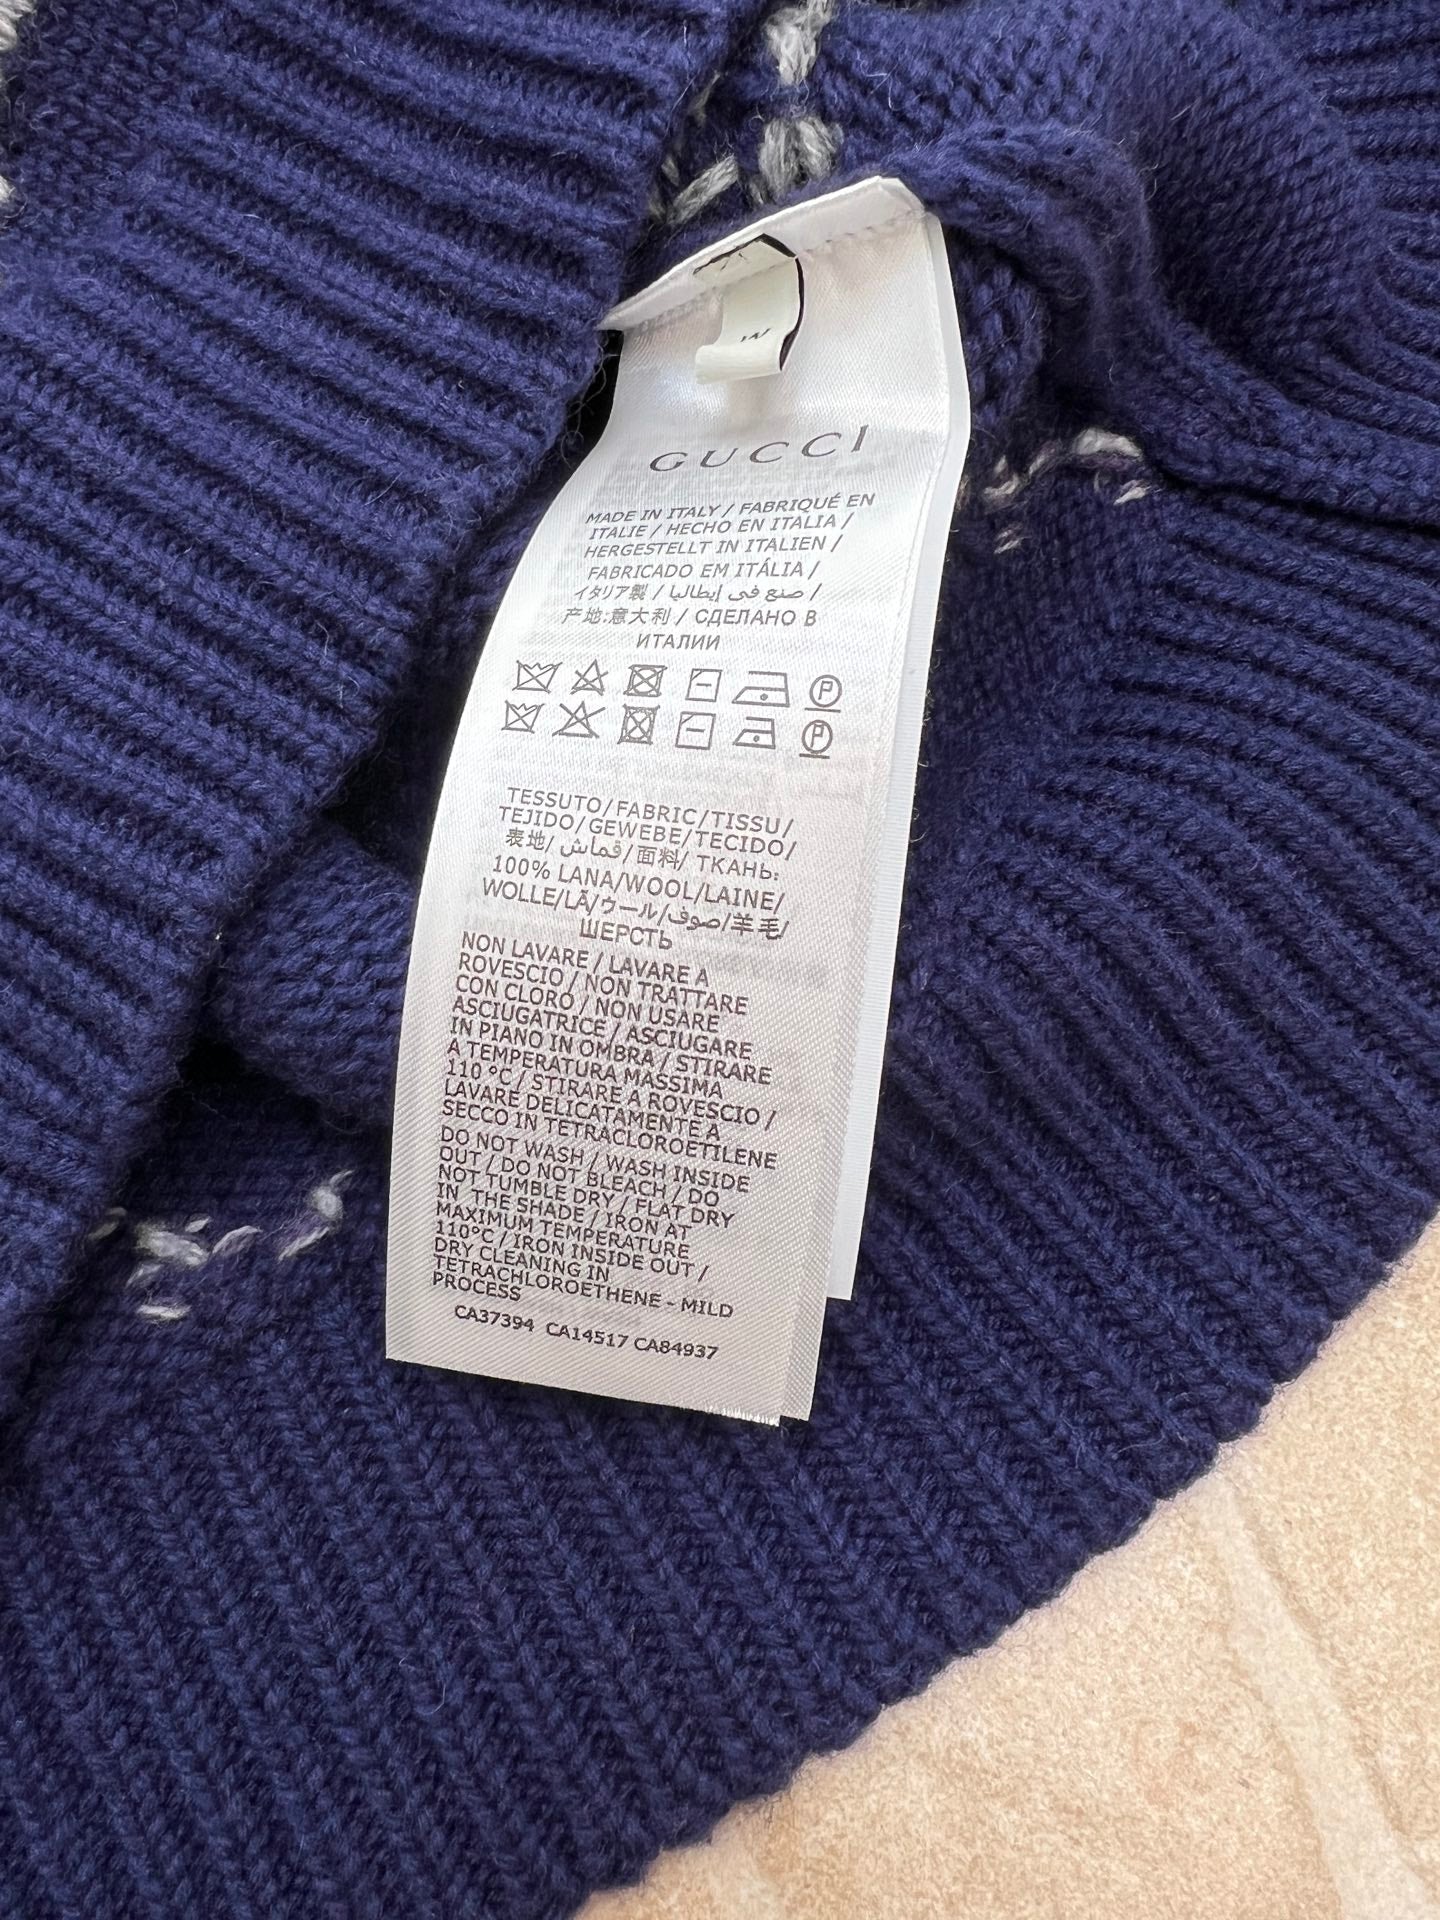 GUCCI
MADE IN ITALY / FABRIQUÉ EN
ITALIE / HECHO EN ITALIA /
HERGESTELLT IN ITALIEN /
FABRICADO EM ITÁLIA /
イタリア製 / صنع في إيطاليا /
产地:意大利 / СДЕЛАНО В
ИТАЛИИ
P
P
TESSUTO/FABRIC/TISSU/
TEJIDO/GEWEBE/TECIDO/
表地/ قماش/面料/ ТКАНЬ:
100% LANA/WOOL/LAINE/
WOLLE/LÃ/ウール/صوف/羊毛/
ШЕРСТЬ
NON LAVARE / LAVARE A
ROVESCIO / NON TRATTARE
CON CLORO / NON USARE
ASCIUGATRICE / ASCIUGARE
IN PIANO IN OMBRA / STIRARE
A TEMPERATURA MASSIMA
110 °C / STIRARE A ROVESCIO /
LAVARE DELICATAMENTE A
SECCO IN TETRACLOROETILENE
DO NOT WASH / WASH INSIDE
OUT / DO NOT BLEACH / DO
NOT TUMBLE DRY / FLAT DRY
IN THE SHADE / IRON AT
MAXIMUM TEMPERATURE
110°C / IRON INSIDE OUT /
DRY CLEANING IN
TETRACHLOROETHENE - MILD
PROCESS
CA37394 CA14517 CA84937